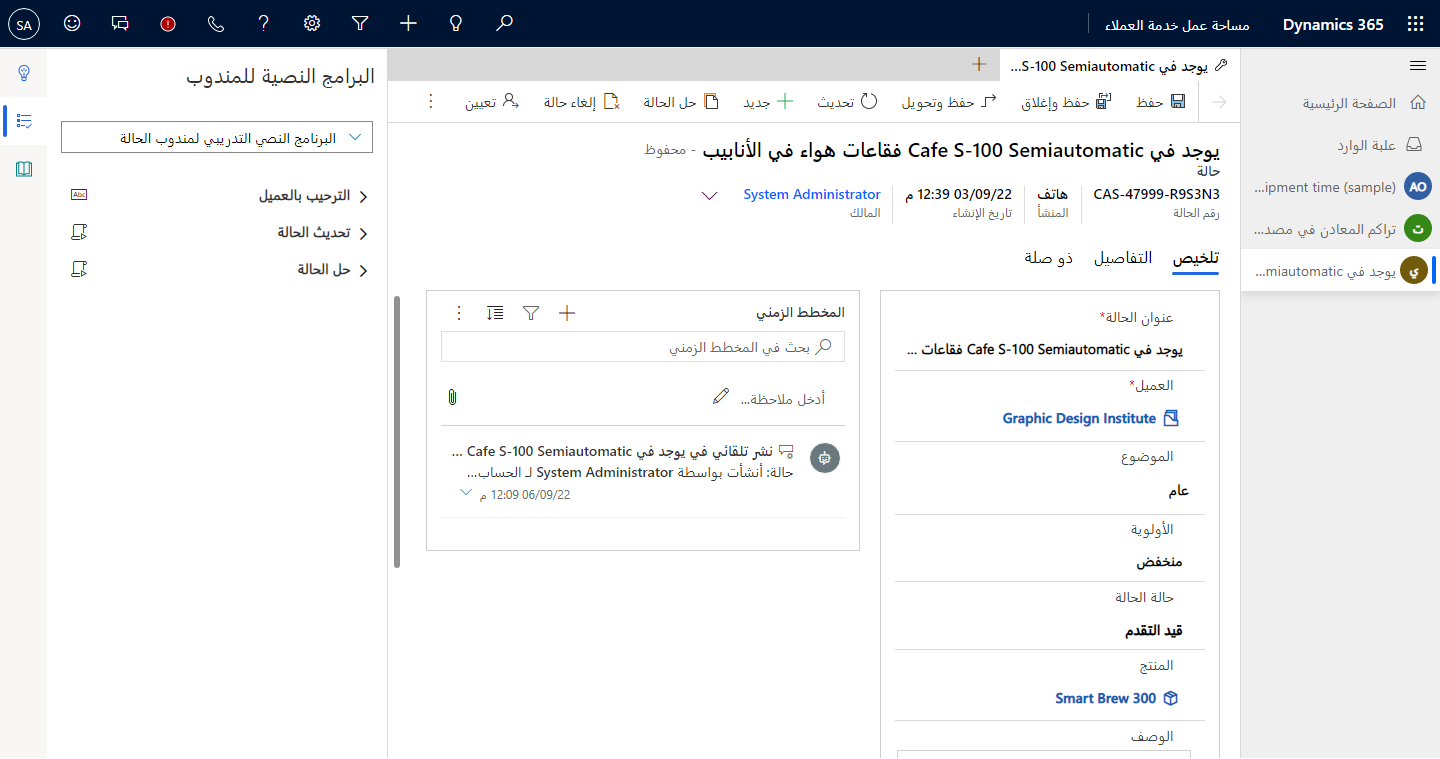 Dynamics 365
مساحة عمل خدمة العملاء
SA
الصفحة الرئيسية
علبة الوارد
AO
...ipment time (sample)
ت
تراكم المعادن في مصد...
ي
يوجد في miautomatic...
يوجد في S-100 Semiautomatic...
حفظ
حفظ وإغلاق
حفظ وتحويل
تحديث
جديد
حل الحالة
إلغاء حالة
تعيين
يوجد في Cafe S-100 Semiautomatic فقاعات هواء في الأنابيب - محفوظ
حالة
CAS-47999-R9S3N3
رقم الحالة
هاتف
المنشأ
03/09/22 12:39 م
تاريخ الإنشاء
System Administrator
المالك
تلخيص
التفاصيل
ذو صلة
عنوان الحالة*
يوجد في Cafe S-100 Semiautomatic فقاعات ...
العميل*
Graphic Design Institute
الموضوع
عام
الأولوية
منخفض
حالة الحالة
قيد التقدم
المنتج
Smart Brew 300
الوصف
المخطط الزمني
بحث في المخطط الزمني
أدخل ملاحظة...
نشر تلقائي في يوجد في Cafe S-100 Semiautomatic ...
حالة: أنشأت بواسطة System Administrator لـ الحساب...
06/09/22 12:09 م
البرامج النصية للمندوب
البرنامج النصي التدريبي لمندوب الحالة
الترحيب بالعميل
Abc
تحديث الحالة
حل الحالة